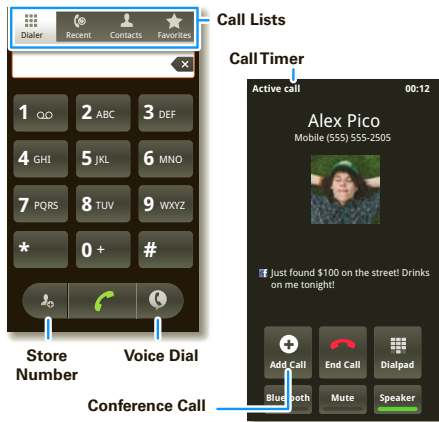 Call Lists
Dialer Recent Contacts Favorites
1 2 ABC 3 DEF
4 GHI 5 JKL 6 MNO
7 PQRS 8 TUV 9 WXYZ
* 0 + #
Store Number
Voice Dial
Conference Call
Call Timer
Active call 00:12
Alex Pico
Mobile (555) 555-2505
Just found $100 on the street! Drinks
on me tonight!
Add Call End Call Dialpad
Bluetooth Mute Speaker